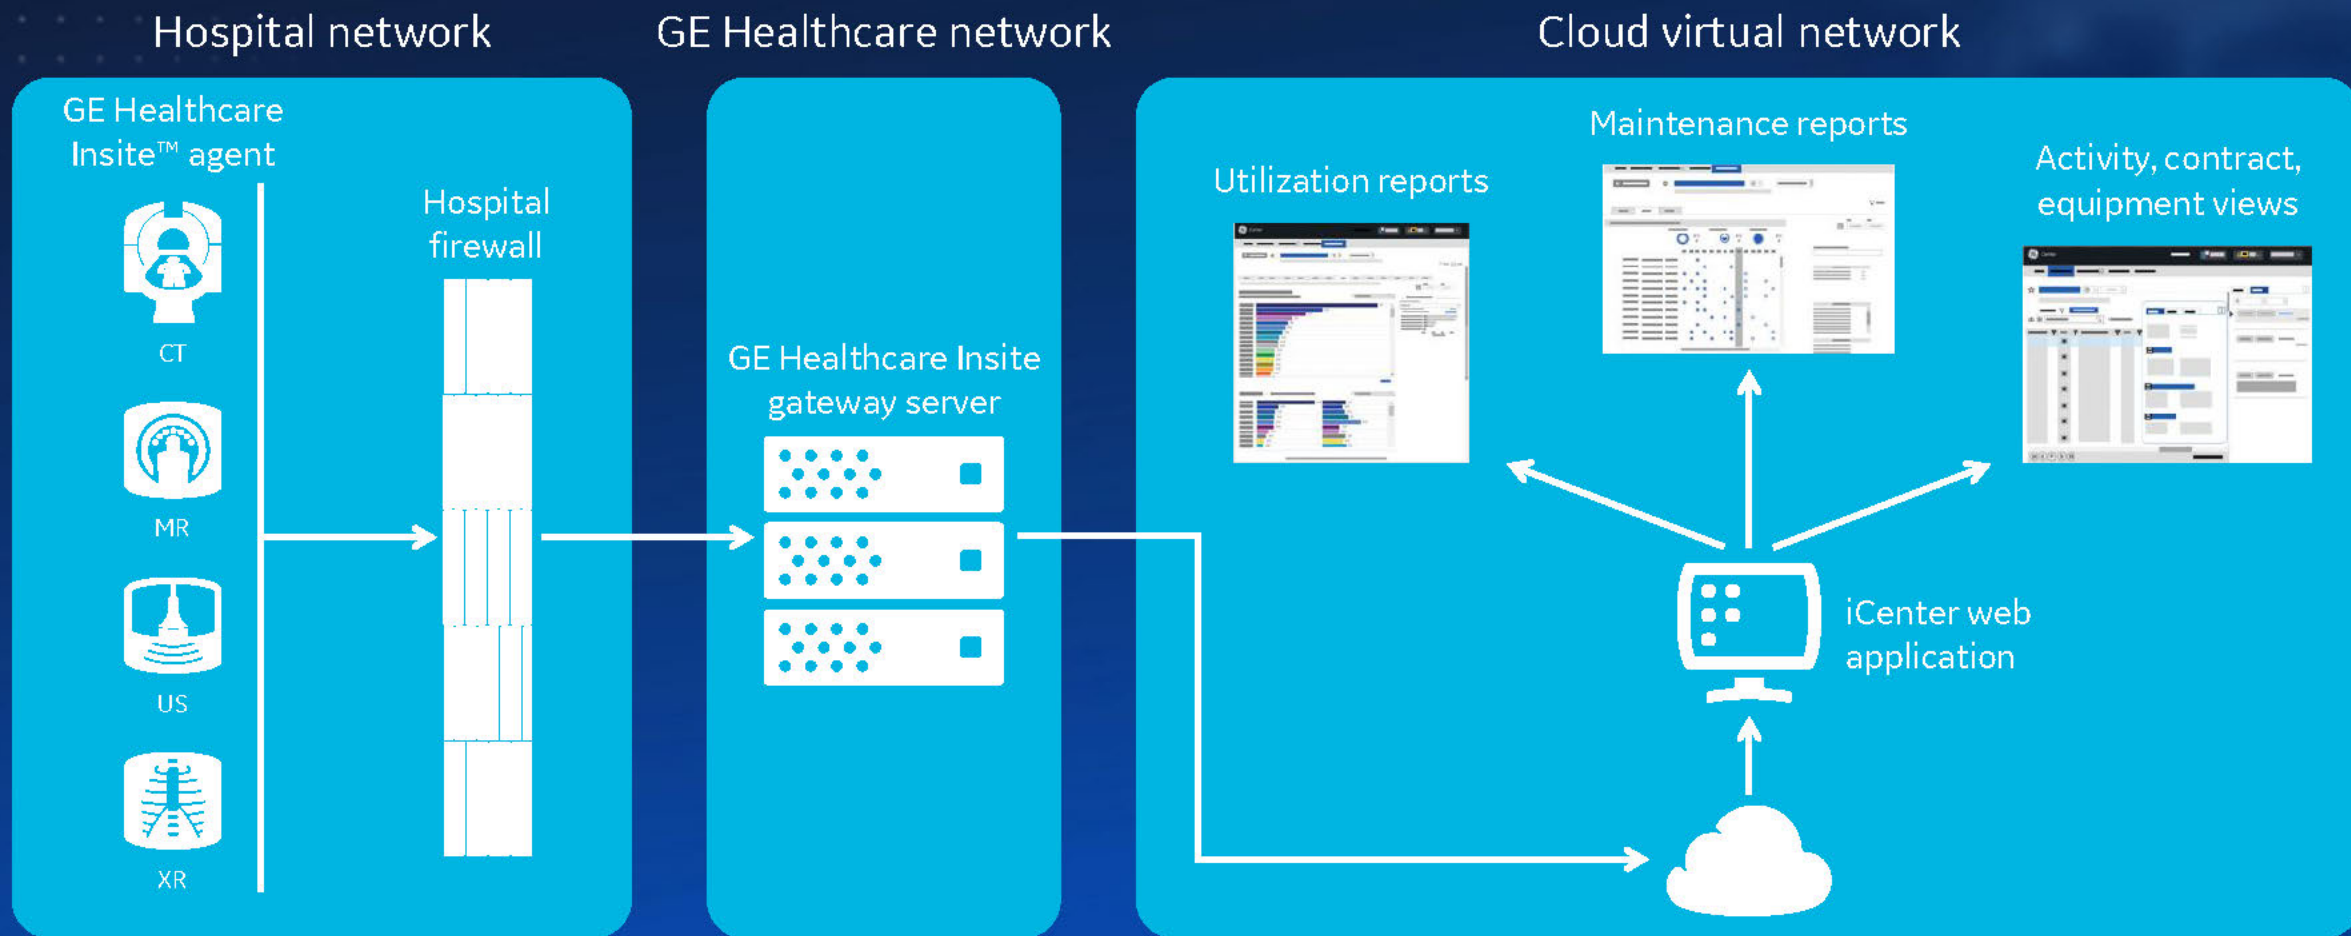 Hospital network
GE Healthcare network
Cloud virtual network
GE Healthcare
Insite™ agent
CT
MR
US
XR
Hospital
firewall
GE Healthcare Insite
gateway server
Utilization reports
Maintenance reports
Activity, contract,
equipment views
iCenter web
application